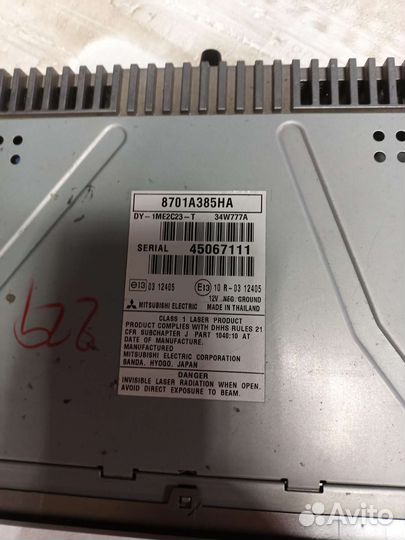 8701A385HA
DY-1ME2C23-T 34W777A
SERIAL 45067111
e13 03 12405 E13 10 R-03 12405
12V NEG GROUND
MITSUBISHI ELECTRIC MADE IN THAILAND
CLASS 1 LASER PRODUCT
PRODUCT COMPLIES WITH DHHS RULES 21
CFR SUBCHAPTER J PART 1040:10 AT
DATE OF MANUFACTURE.
MANUFACTURED
MITSUBISHI ELECTRIC CORPORATION
SANDA, HYOGO, JAPAN
DANGER
INVISIBLE LASER RADIATION WHEN OPEN.
AVOID DIRECT EXPOSURE TO BEAM.
Avito